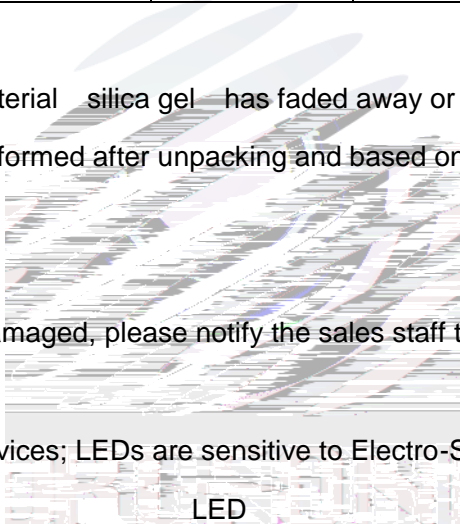 terial silica gel has faded away or
formed after unpacking and based on
maged, please notify the sales staff t
vices; LEDs are sensitive to Electro-S
LED